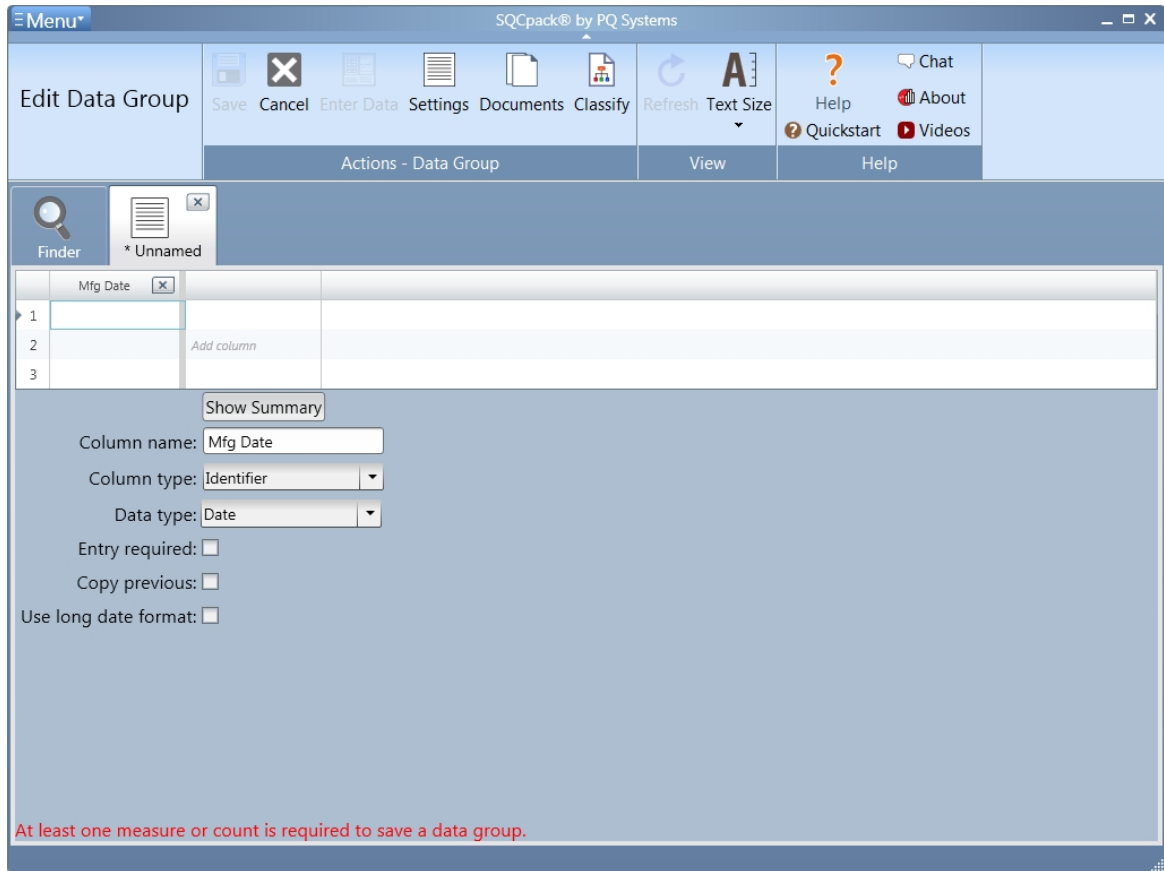 Menu
SQCpack® by PQ Systems
Edit Data Group
Save Cancel Enter Data Settings Documents Classify
Refresh Text Size
Help
Quickstart
Chat
About
Videos
Actions - Data Group
View
Help
Finder
* Unnamed
Mfg Date
1
2 Add column
3
Show Summary
Column name: Mfg Date
Column type: Identifier
Data type: Date
Entry required:
Copy previous:
Use long date format:
At least one measure or count is required to save a data group.